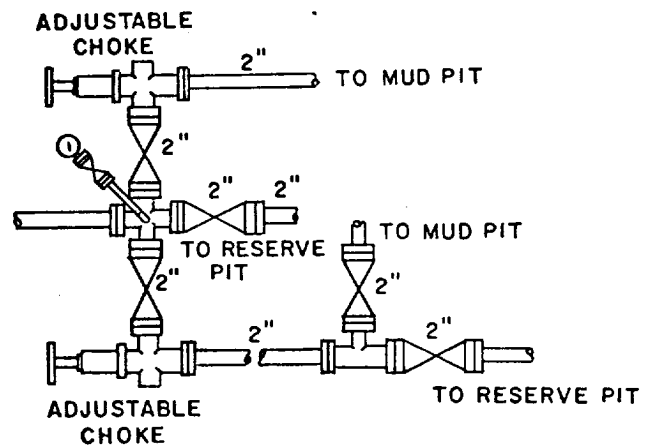 ADJUSTABLE
CHOKE
2"
TO MUD PIT
2"
2"
2"
TO RESERVE
PIT
TO MUD PIT
2"
2"
2"
2"
TO RESERVE PIT
ADJUSTABLE
CHOKE